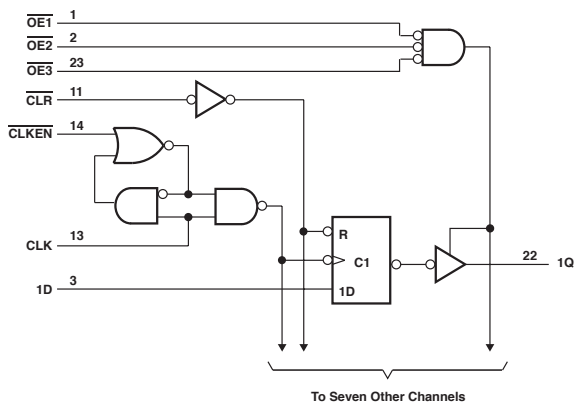 OE1 1
OE2 2
OE3 23
CLR 11
CLKEN 14
CLK 13
1D 3
R
C1
1D
22 1Q
To Seven Other Channels